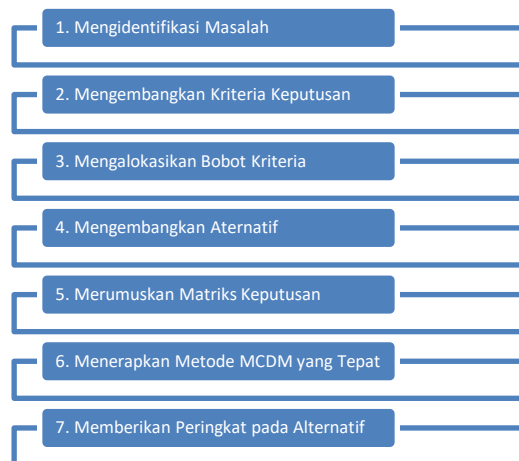 1. Mengidentifikasi Masalah
2. Mengembangkan Kriteria Keputusan
3. Mengalokasikan Bobot Kriteria
4. Mengembangkan Aternatif
5. Merumuskan Matriks Keputusan
6. Menerapkan Metode MCDM yang Tepat
7. Memberikan Peringkat pada Alternatif